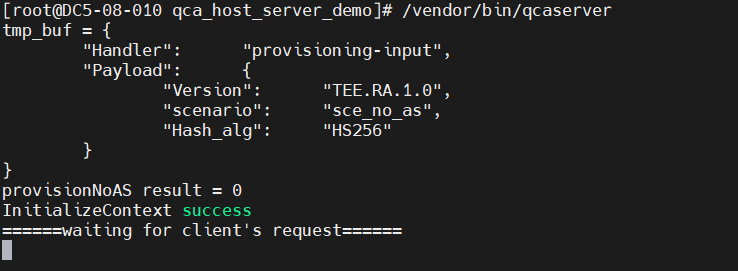 [root@DC5-08-010 qca_host_server_demo]# /vendor/bin/qcaserver
tmp_buf = {
        "Handler":      "provisioning-input",
        "Payload":      {
                "Version":      "TEE.RA.1.0",
                "scenario":     "sce_no_as",
                "Hash_alg":     "HS256"
        }
}
provisionNoAS result = 0
InitializeContext success
======waiting for client's request======